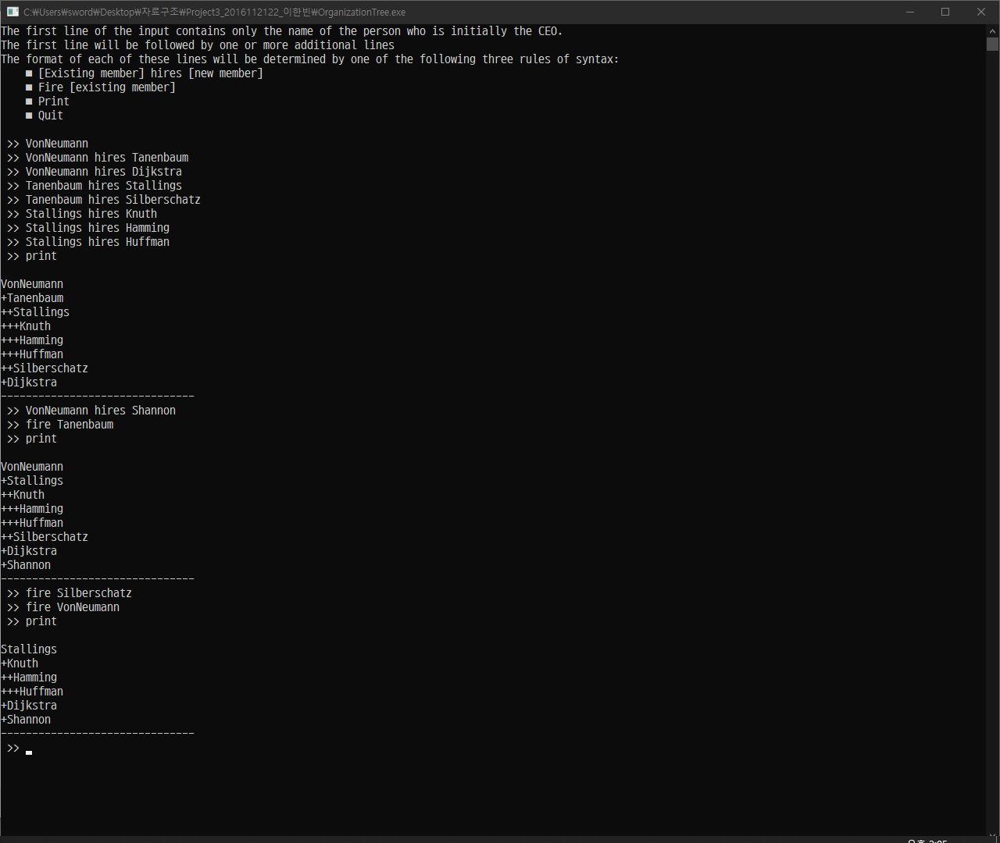 C:₩Users₩sword₩Desktop₩자료구조₩Project3_2016112122_이한빈₩OrganizationTree.exe
The first line of the input contains only the name of the person who is initially the CEO.
The first line will be followed by one or more additional lines
The format of each of these lines will be determined by one of the following three rules of syntax:
■ [Existing member] hires [new member]
■ Fire [existing member]
■ Print
■ Quit
>> VonNeumann
>> VonNeumann hires Tanenbaum
>> VonNeumann hires Dijkstra
>> Tanenbaum hires Stallings
>> Tanenbaum hires Silberschatz
>> Stallings hires Knuth
>> Stallings hires Hamming
>> Stallings hires Huffman
>> print
VonNeumann
+Tanenbaum
++Stallings
+++Knuth
+++Hamming
+++Huffman
++Silberschatz
+Dijkstra
-------------------------------
>> VonNeumann hires Shannon
>> fire Tanenbaum
>> print
VonNeumann
+Stallings
++Knuth
+++Hamming
+++Huffman
++Silberschatz
+Dijkstra
+Shannon
-------------------------------
>> fire Silberschatz
>> fire VonNeumann
>> print
Stallings
+Knuth
++Hamming
+++Huffman
+Dijkstra
+Shannon
-------------------------------
>>